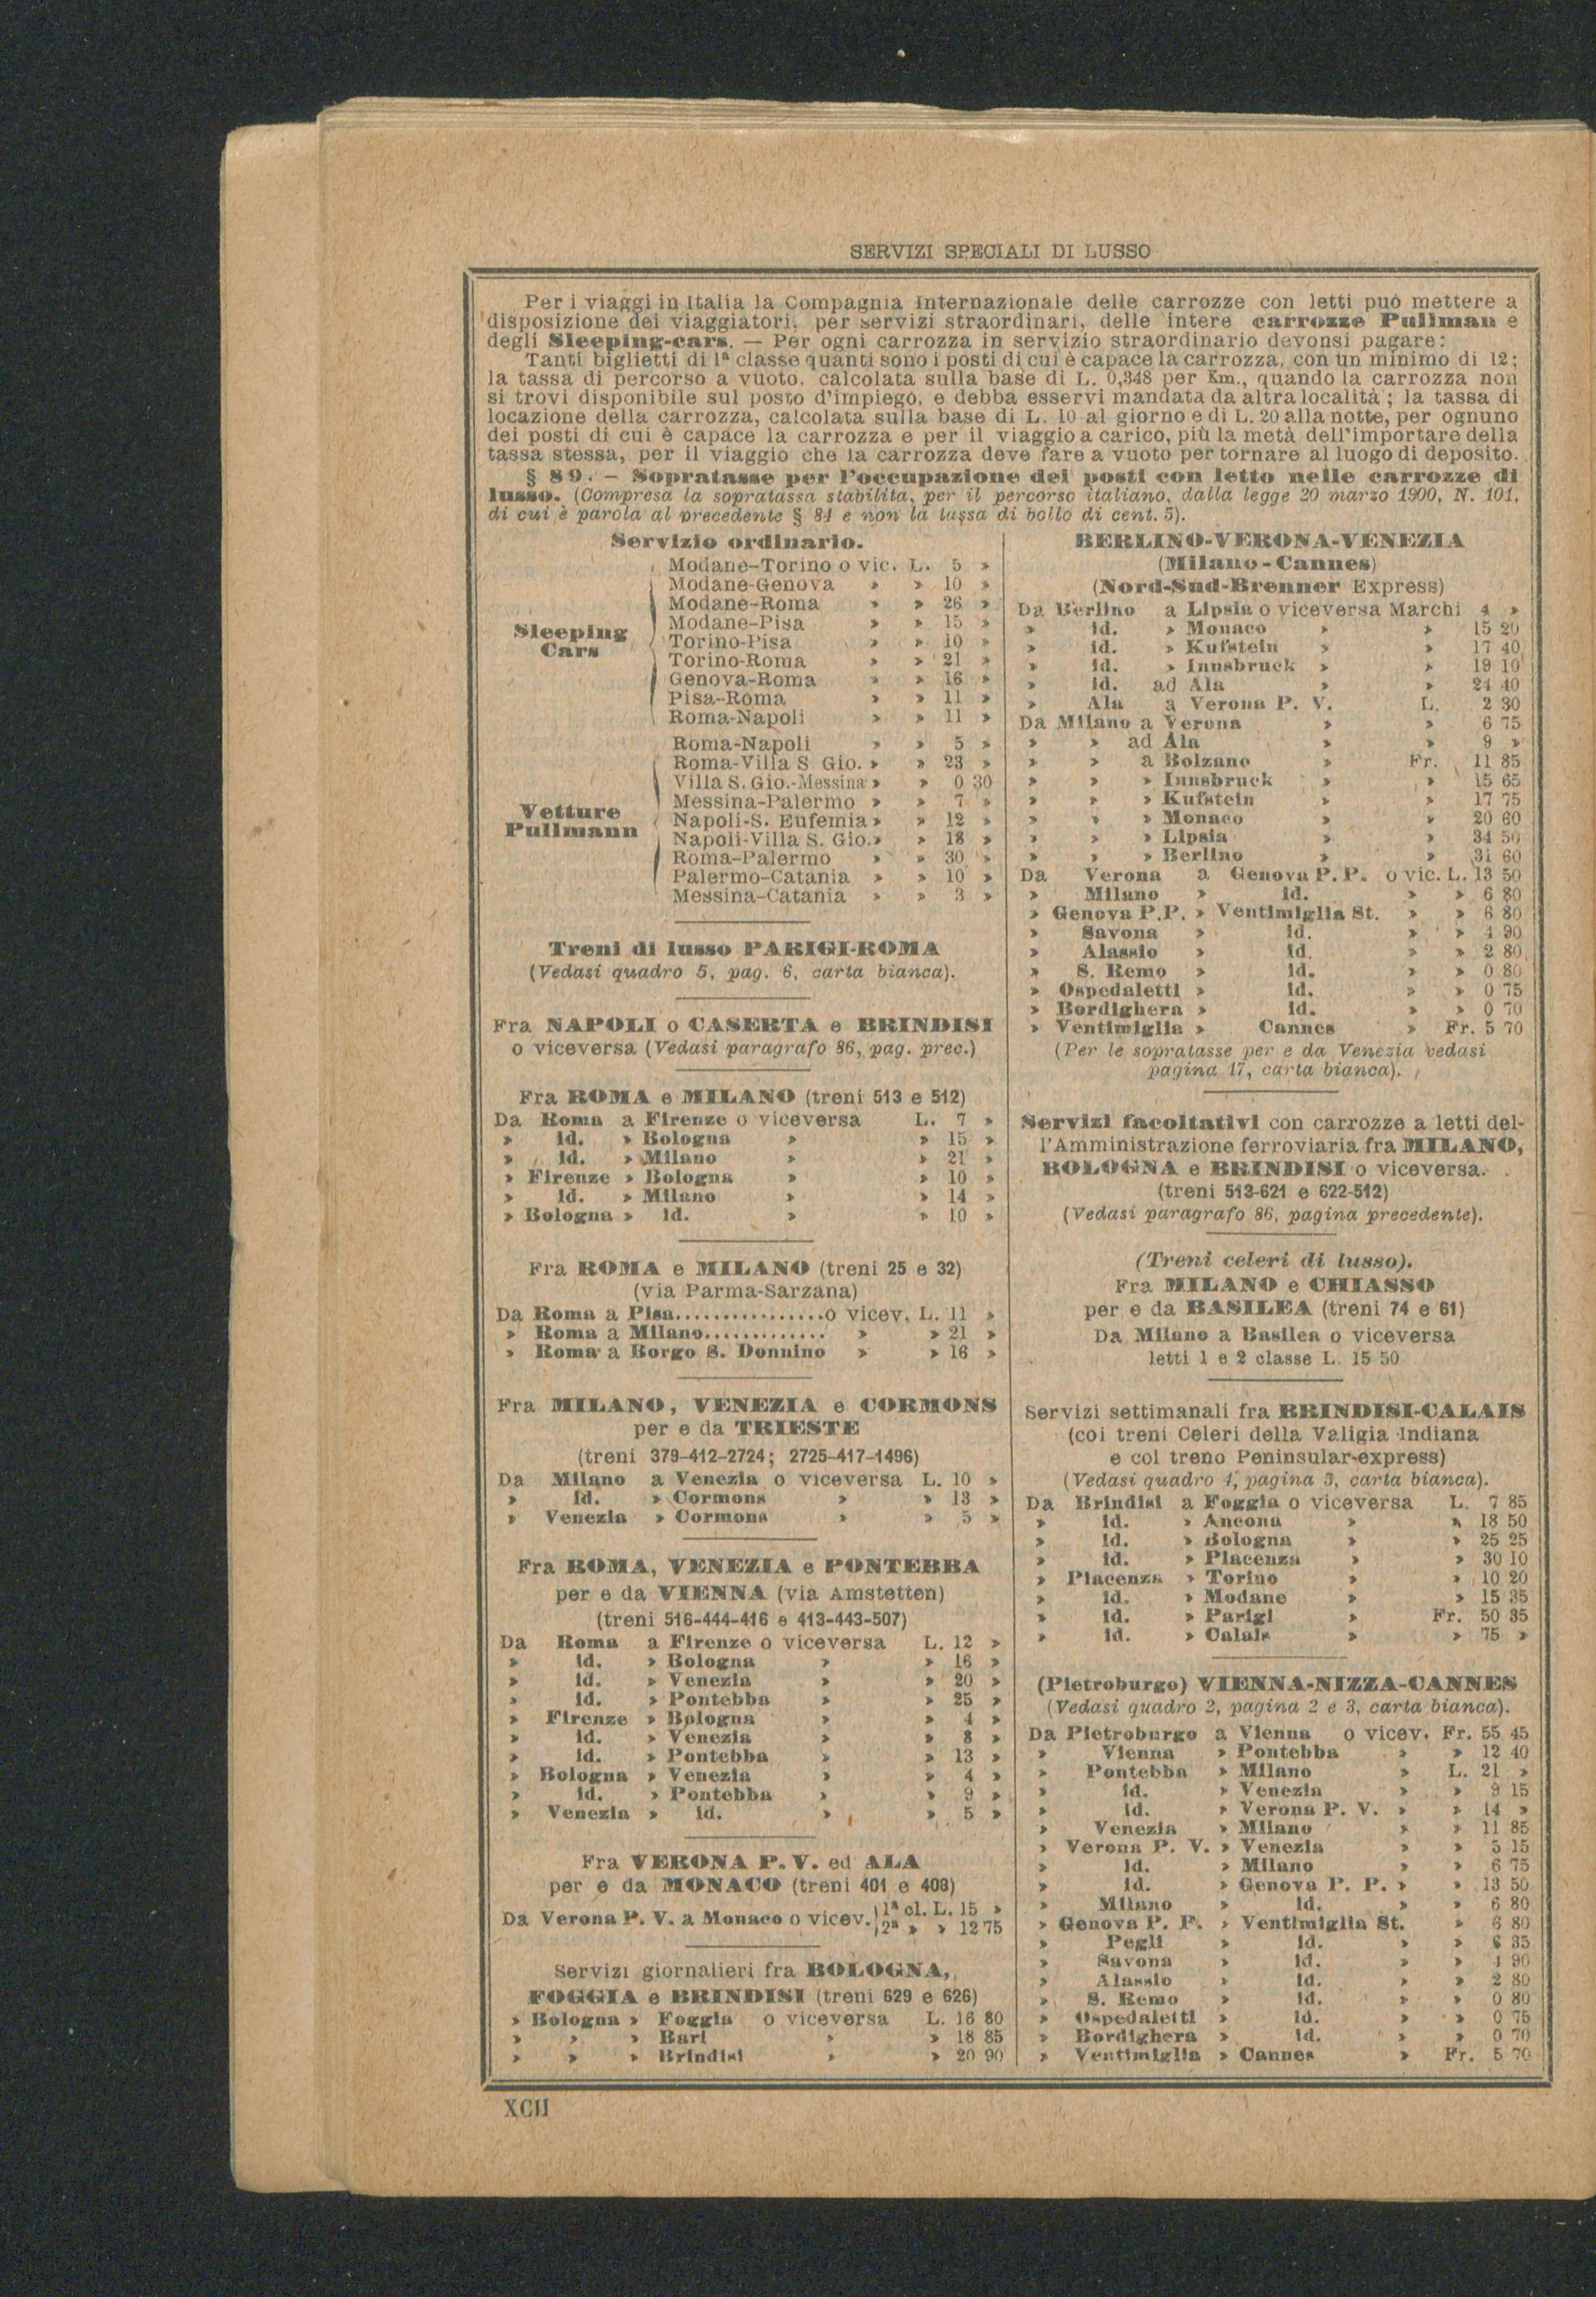 SERVIZI SPECIALI DI LUSSO
Per i viaggi in Italia la Compagnia Internazionale delle carrozze con letti può mettere a
disposizione dei viaggiatori, per servizi straordinari, delle intere carrozze Pullman e
degli Sleeping-cars. — Per ogni carrozza in servizio straordinario devonsi pagare:
Tanti biglietti di 1ª classe quanti sono i posti di cui è capace la carrozza, con un minimo di 12;
la tassa di percorso a vuoto, calcolata sulla base di L. 0,348 per Km., quando la carrozza non
si trovi disponibile sul posto d'impiego, e debba esservi mandata da altra località; la tassa di
locazione della carrozza, calcolata sulla base di L. 10 al giorno e di L. 20 alla notte, per ognuno
dei posti di cui è capace la carrozza e per il viaggio a carico, più la metà dell'importare della
tassa stessa, per il viaggio che la carrozza deve fare a vuoto per tornare al luogo di deposito.
§ 89. — Sopratasse per l'occupazione dei posti con letto nelle carrozze di
lusso. (Compresa la sopratassa stabilita, per il percorso italiano, dalla legge 20 marzo 1900, N. 101,
di cui è parola al precedente § 84 e non la tassa di bollo di cent. 5).
Servizio ordinario.
Sleeping
Cars
Modane-Torino o vic. L. 5 »
Modane-Genova » » 10 »
Modane-Roma » » 26 »
Modane-Pisa » » 15 »
Torino-Pisa » » 10 »
Torino-Roma » » 21 »
Genova-Roma » » 16 »
Pisa-Roma » » 11 »
Roma-Napoli » » 11 »
Vetture
Pullmann
Roma-Napoli » » 5 »
Roma-Villa S Gio. » » 23 »
Villa S. Gio.-Messina » » 0 30
Messina-Palermo » » 7 »
Napoli-S. Eufemia » » 12 »
Napoli-Villa S. Gio. » » 18 »
Roma-Palermo » » 30 »
Palermo-Catania » » 10 »
Messina-Catania » » 3 »
Treni di lusso PARIGI-ROMA
(Vedasi quadro 5, pag. 6, carta bianca).
Fra NAPOLI o CASERTA e BRINDISI
o viceversa (Vedasi paragrafo 86, pag. prec.)
Fra ROMA e MILANO (treni 513 e 512)
Da Roma a Firenze o viceversa L. 7 »
» id. » Bologna » » 15 »
» id. » Milano » » 21 »
» Firenze » Bologna » » 10 »
» id. » Milano » » 14 »
» Bologna » id. » » 10 »
Fra ROMA e MILANO (treni 25 e 32)
(via Parma-Sarzana)
Da Roma a Pisa................o vicev. L. 11 »
» Roma a Milano............. » » 21 »
» Roma a Borgo S. Donnino » » 16 »
Fra MILANO, VENEZIA e CORMONS
per e da TRIESTE
(treni 379-412-2724; 2725-417-1496)
Da Milano a Venezia o viceversa L. 10 »
» id. » Cormons » » 13 »
» Venezia » Cormons » » 5 »
Fra ROMA, VENEZIA e PONTEBBA
per e da VIENNA (via Amstetten)
(treni 516-444-416 e 413-443-507)
Da Roma a Firenze o viceversa L. 12 »
» id. » Bologna » » 16 »
» id. » Venezia » » 20 »
» id. » Pontebba » » 25 »
» Firenze » Bologna » » 4 »
» id. » Venezia » » 8 »
» id. » Pontebba » » 13 »
» Bologna » Venezia » » 4 »
» id. » Pontebba » » 9 »
» Venezia » id. » » 5 »
Fra VERONA P. V. ed ALA
per e da MONACO (treni 401 e 408)
Da Verona P. V. a Monaco o vicev. 1ª cl. L. 15 »
2ª » » 12 75
Servizi giornalieri fra BOLOGNA,
FOGGIA e BRINDISI (treni 629 e 626)
» Bologna » Foggia o viceversa L. 16 80
» » » Bari » » 18 85
» » » Brindisi » » 20 90
BERLINO-VERONA-VENEZIA
(Milano-Cannes)
(Nord-Sud-Brenner Express)
Da Berlino a Lipsia o viceversa Marchi 4 »
» id. » Monaco » » 15 20
» id. » Kufstein » » 17 40
» id. » Innsbruck » » 19 10
» id. ad Ala » » 24 40
» Ala a Verona P. V. L. 2 30
Da Milano a Verona » » 6 75
» » ad Ala » » 9 »
» » a Bolzano » Fr. 11 85
» » » Innsbruck » » 15 65
» » » Kufstein » » 17 75
» » » Monaco » » 20 60
» » » Lipsia » » 34 50
» » » Berlino » » 31 60
Da Verona a Genova P. P. o vic. L. 13 50
» Milano » id. » » 6 80
» Genova P.P. » Ventimiglia St. » » 6 80
» Savona » id. » » 4 90
» Alassio » id. » » 2 80
» S. Remo » id. » » 0 80
» Ospedaletti » id. » » 0 75
» Bordighera » id. » » 0 70
» Ventimiglia » Cannes » Fr. 5 70
(Per le sopratasse per e da Venezia vedasi
pagina 17, carta bianca).
Servizi facoltativi con carrozze a letti del-
l'Amministrazione ferroviaria fra MILANO,
BOLOGNA e BRINDISI o viceversa.
(treni 513-621 e 622-512)
(Vedasi paragrafo 86, pagina precedente).
(Treni celeri di lusso).
Fra MILANO e CHIASSO
per e da BASILEA (treni 74 e 61)
Da Milano a Basilea o viceversa
letti 1 e 2 classe L. 15 50
Servizi settimanali fra BRINDISI-CALAIS
(coi treni Celeri della Valigia Indiana
e col treno Peninsular-express)
(Vedasi quadro 4, pagina 3, carta bianca).
Da Brindisi a Foggia o viceversa L. 7 85
» id. » Ancona » » 18 50
» id. » Bologna » » 25 25
» id. » Piacenza » » 30 10
» Piacenza » Torino » » 10 20
» id. » Modane » » 15 35
» id. » Parigi » Fr. 50 35
» id. » Calais » » 75 »
(Pietroburgo) VIENNA-NIZZA-CANNES
(Vedasi quadro 2, pagina 2 e 3, carta bianca).
Da Pietroburgo a Vienna o vicev. Fr. 55 45
» Vienna » Pontebba » » 12 40
» Pontebba » Milano » L. 21 »
» id. » Venezia » » 9 15
» id. » Verona P. V. » » 14 »
» Venezia » Milano » » 11 85
» Verona P. V. » Venezia » » 5 15
» id. » Milano » » 6 75
» id. » Genova P. P. » » 13 50
» Milano » id. » » 6 80
» Genova P. P. » Ventimiglia St. » 6 80
» Pegli » id. » » 6 35
» Savona » id. » » 4 90
» Alassio » id. » » 2 80
» S. Remo » id. » » 0 80
» Ospedaletti » id. » » 0 75
» Bordighera » id. » » 0 70
» Ventimiglia » Cannes » Fr. 5 70
XCII